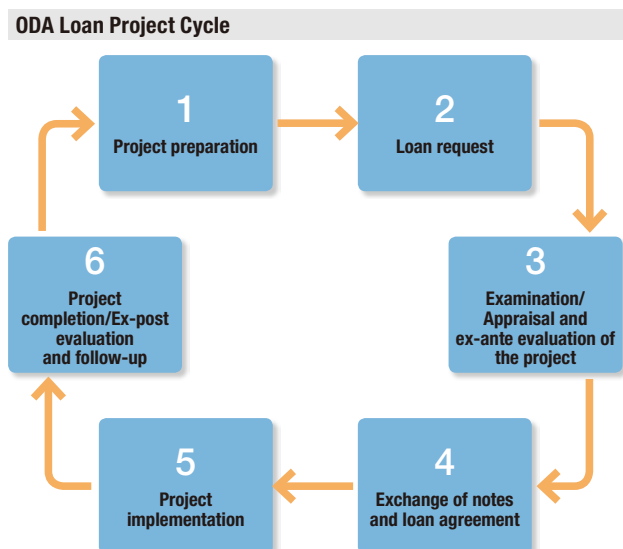 ODA Loan Project Cycle
1
Project preparation
2
Loan request
3
Examination/
Appraisal and
ex-ante evaluation of
the project
4
Exchange of notes
and loan agreement
5
Project
implementation
6
Project
completion/Ex-post
evaluation
and follow-up